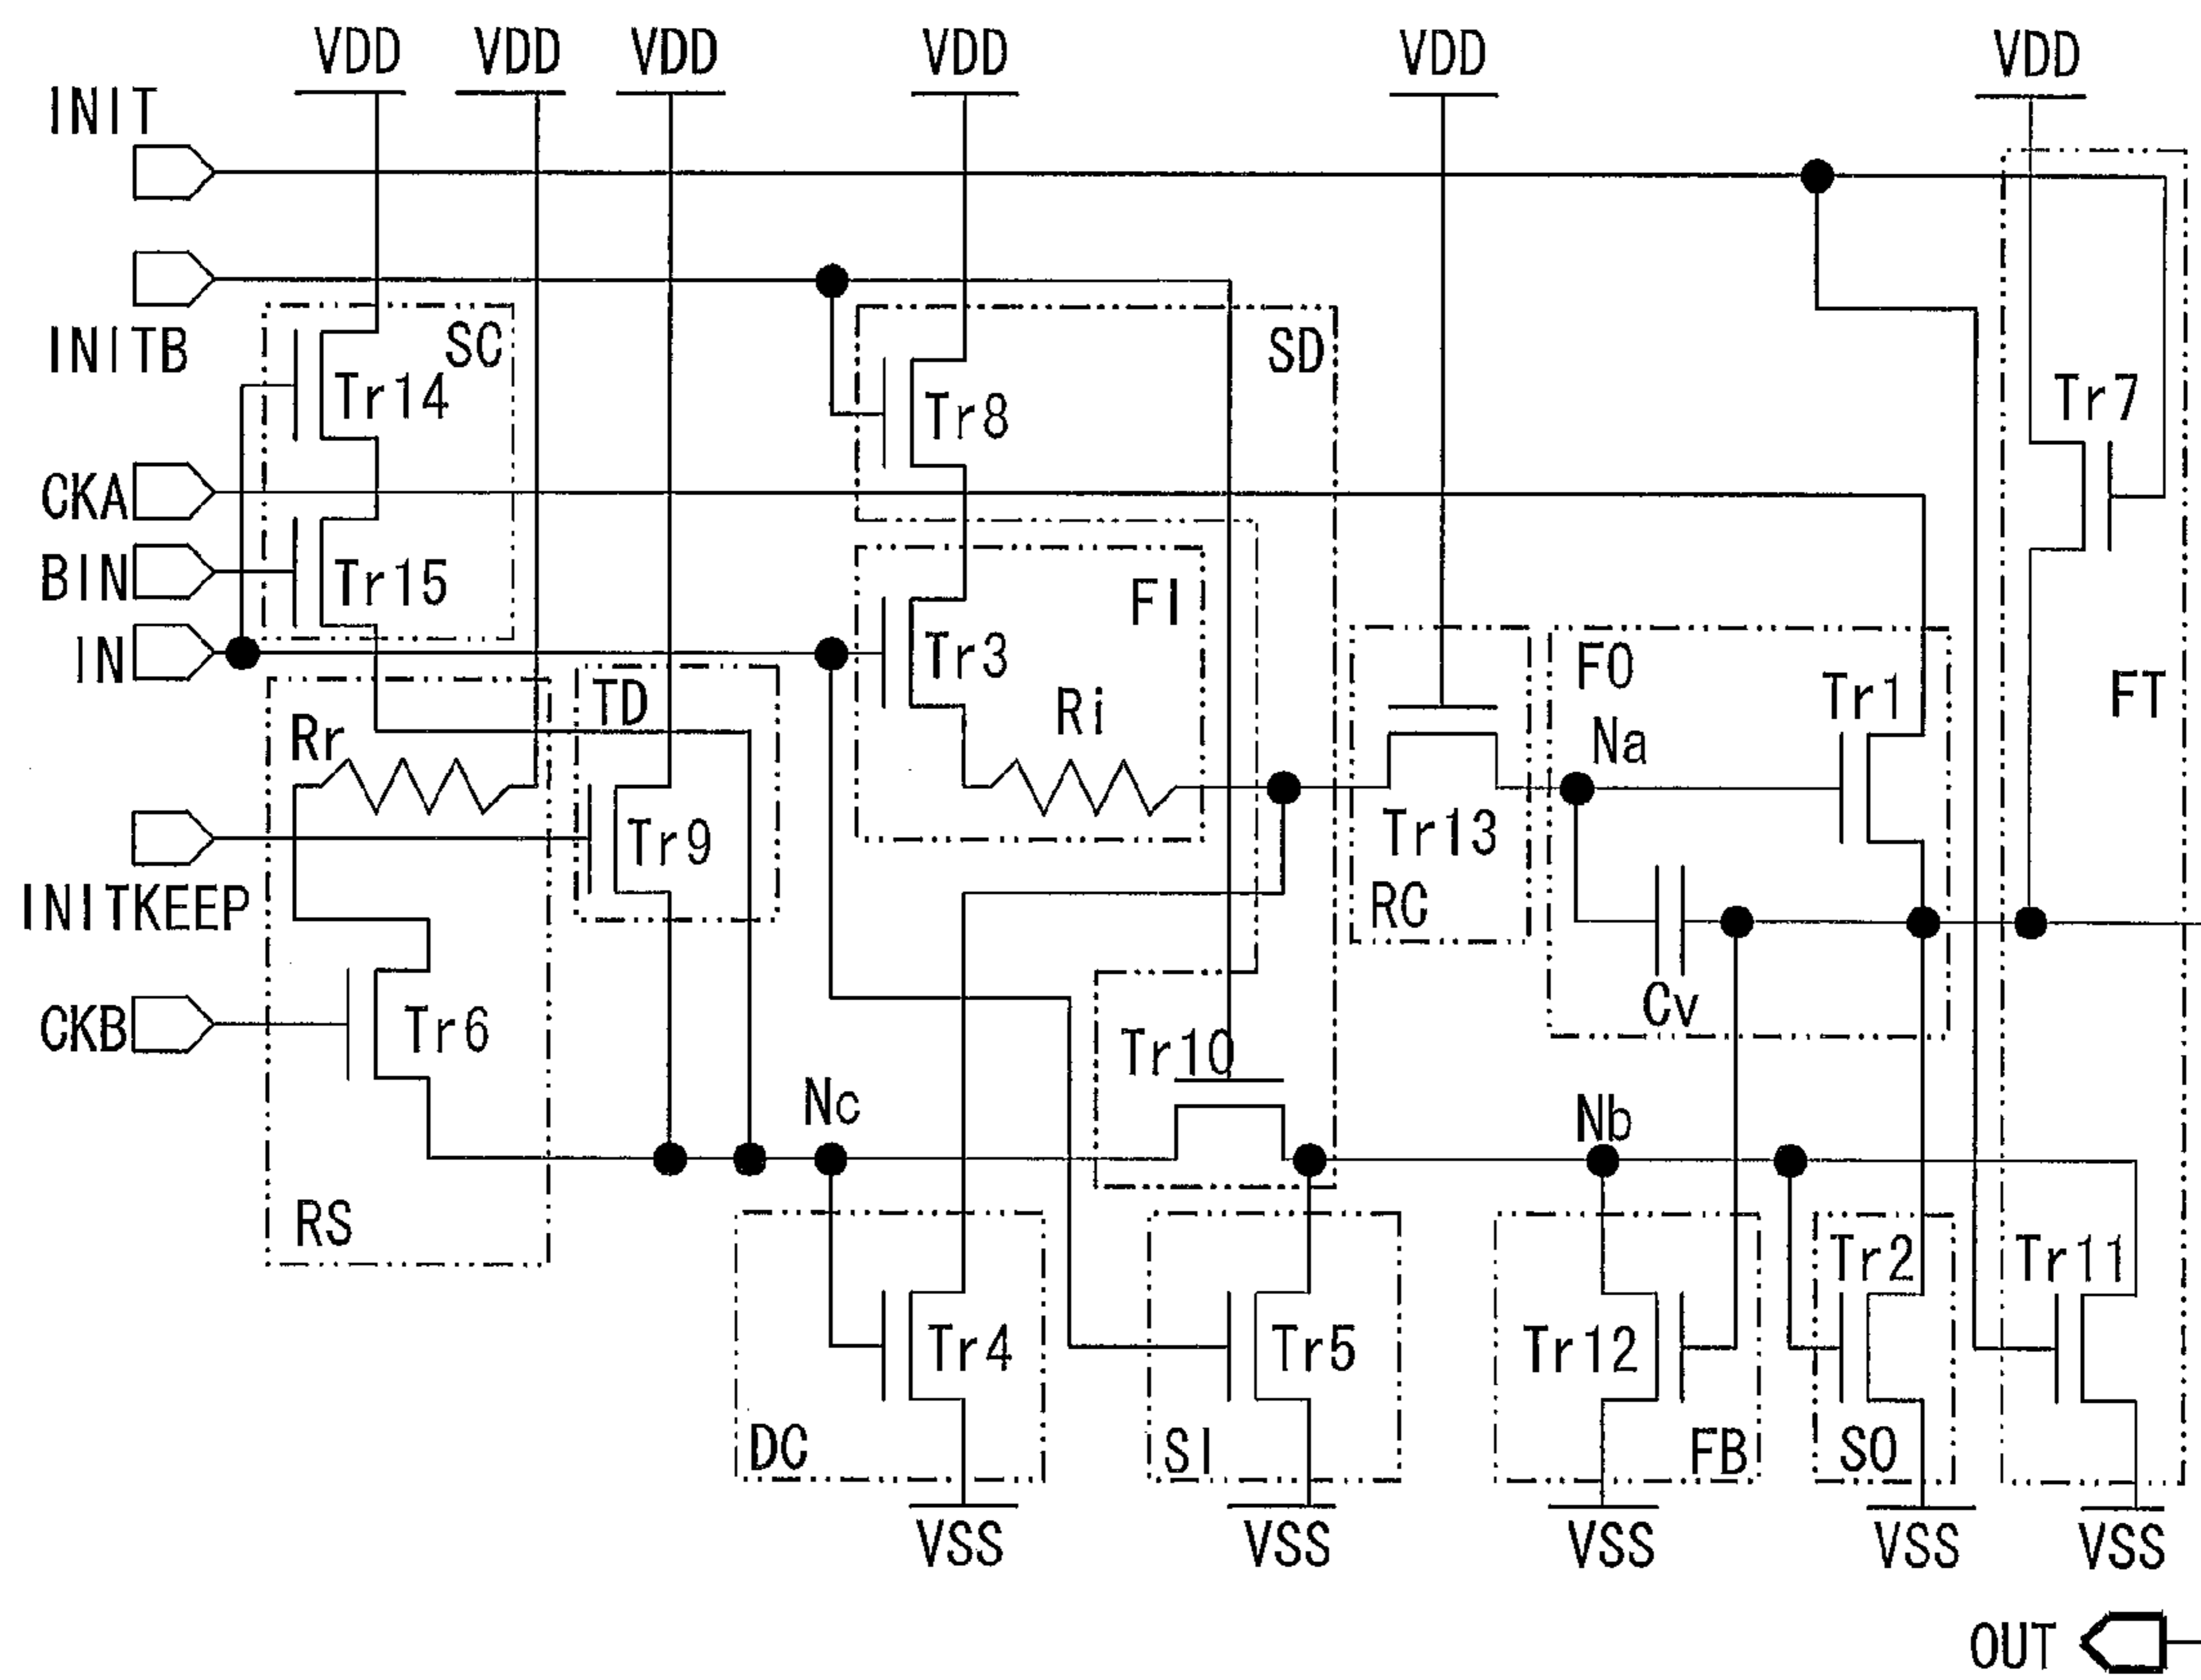 VDD VDD VDD VDD VDD VDD
INIT
INITB
SC
SD
Tr14
Tr8
Tr7
CKA
BIN
Tr15
FI
IN
Tr3
FO
TD
Ri
Tr1
FT
Rr
Na
Tr9
Tr13
INITKEEP
RC
CKB
Tr6
Cv
Tr10
Nc
Nb
RS
Tr2
Tr11
Tr4
Tr5
Tr12
DC
SI
FB
SO
VSS VSS VSS VSS VSS
OUT